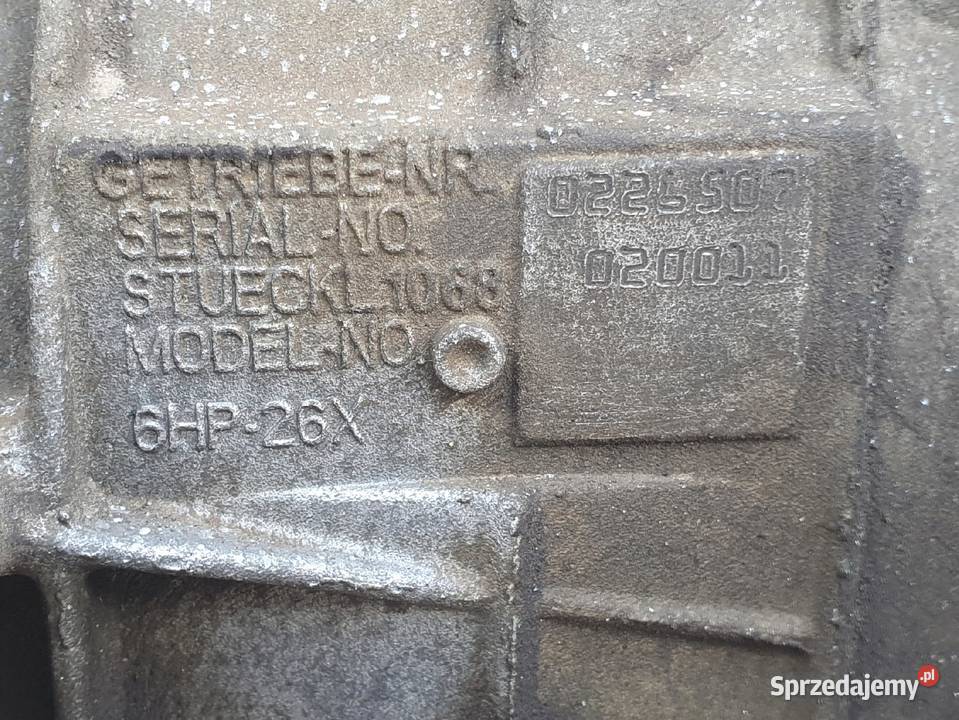 GETRIEBE-NR.
SERIAL-NO.
STUECKL.1068
MODEL-NO.
6HP-26X
0226507
020011
Sprzedajemy.pl